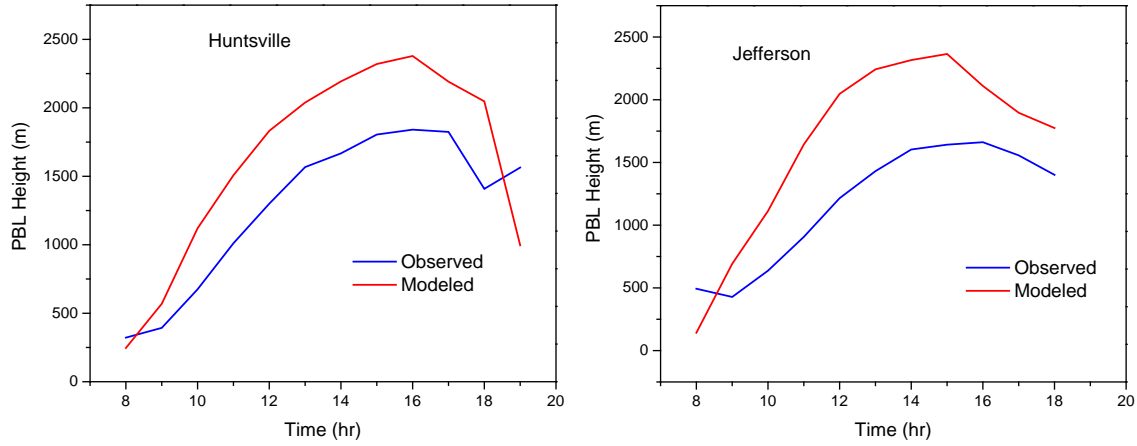 Huntsville
PBL Height (m)
2500
2000
1500
1000
500
0
Observed
Modeled
8 10 12 14 16 18 20
Time (hr)
Jefferson
PBL Height (m)
2500
2000
1500
1000
500
0
Observed
Modeled
8 10 12 14 16 18 20
Time (hr)